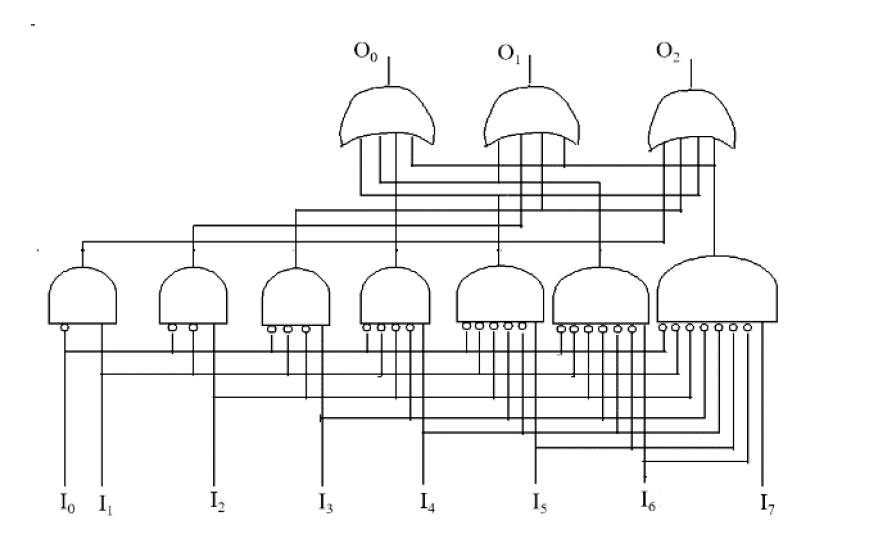 O₀ O₁ O₂
I₀ I₁ I₂ I₃ I₄ I₅ I₆ I₇